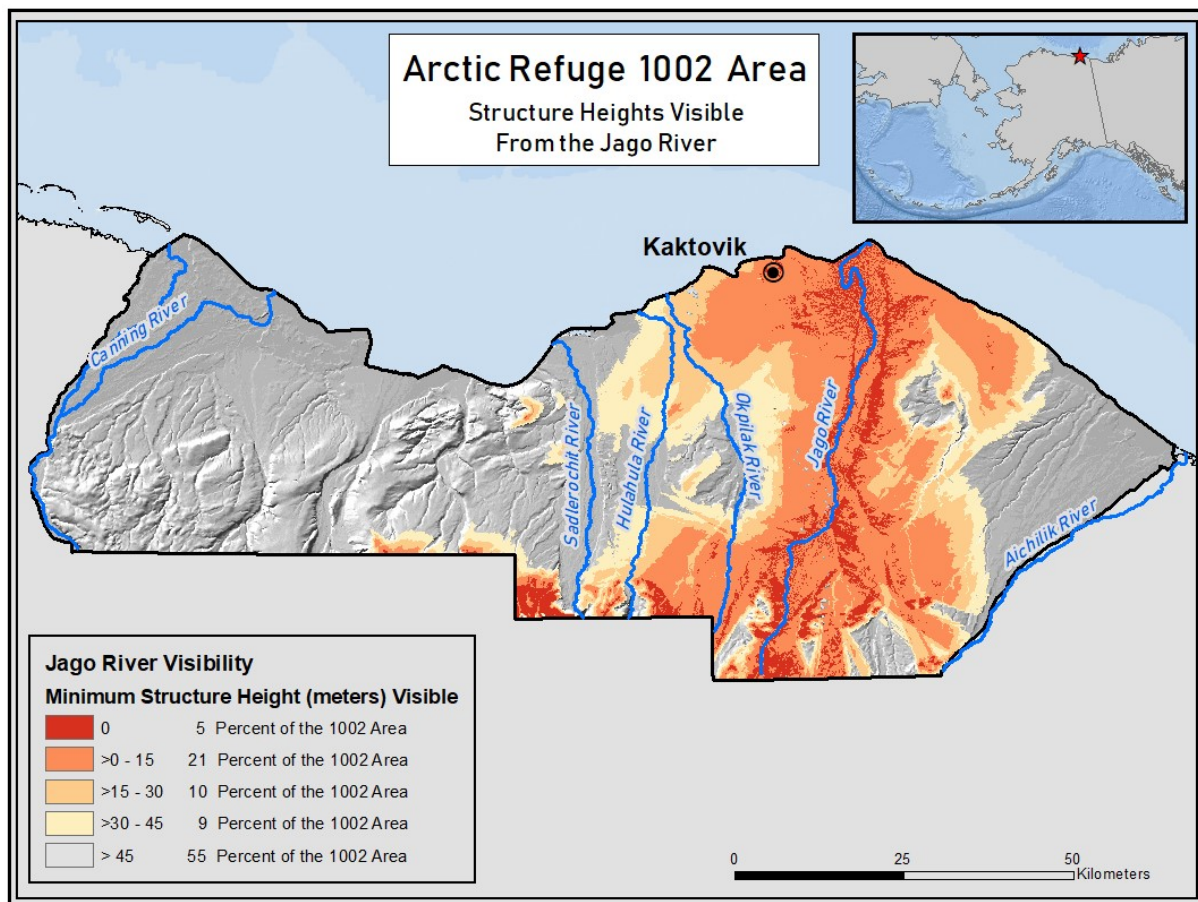 Arctic Refuge 1002 Area
Structure Heights Visible
From the Jago River
Kaktovik
Canning River
Sadlerochit River
Hulahula River
Okpilak River
Jago River
Aichilik River
Jago River Visibility
Minimum Structure Height (meters) Visible
0 5 Percent of the 1002 Area
>0 - 15 21 Percent of the 1002 Area
>15 - 30 10 Percent of the 1002 Area
>30 - 45 9 Percent of the 1002 Area
> 45 55 Percent of the 1002 Area
0 25 50
Kilometers